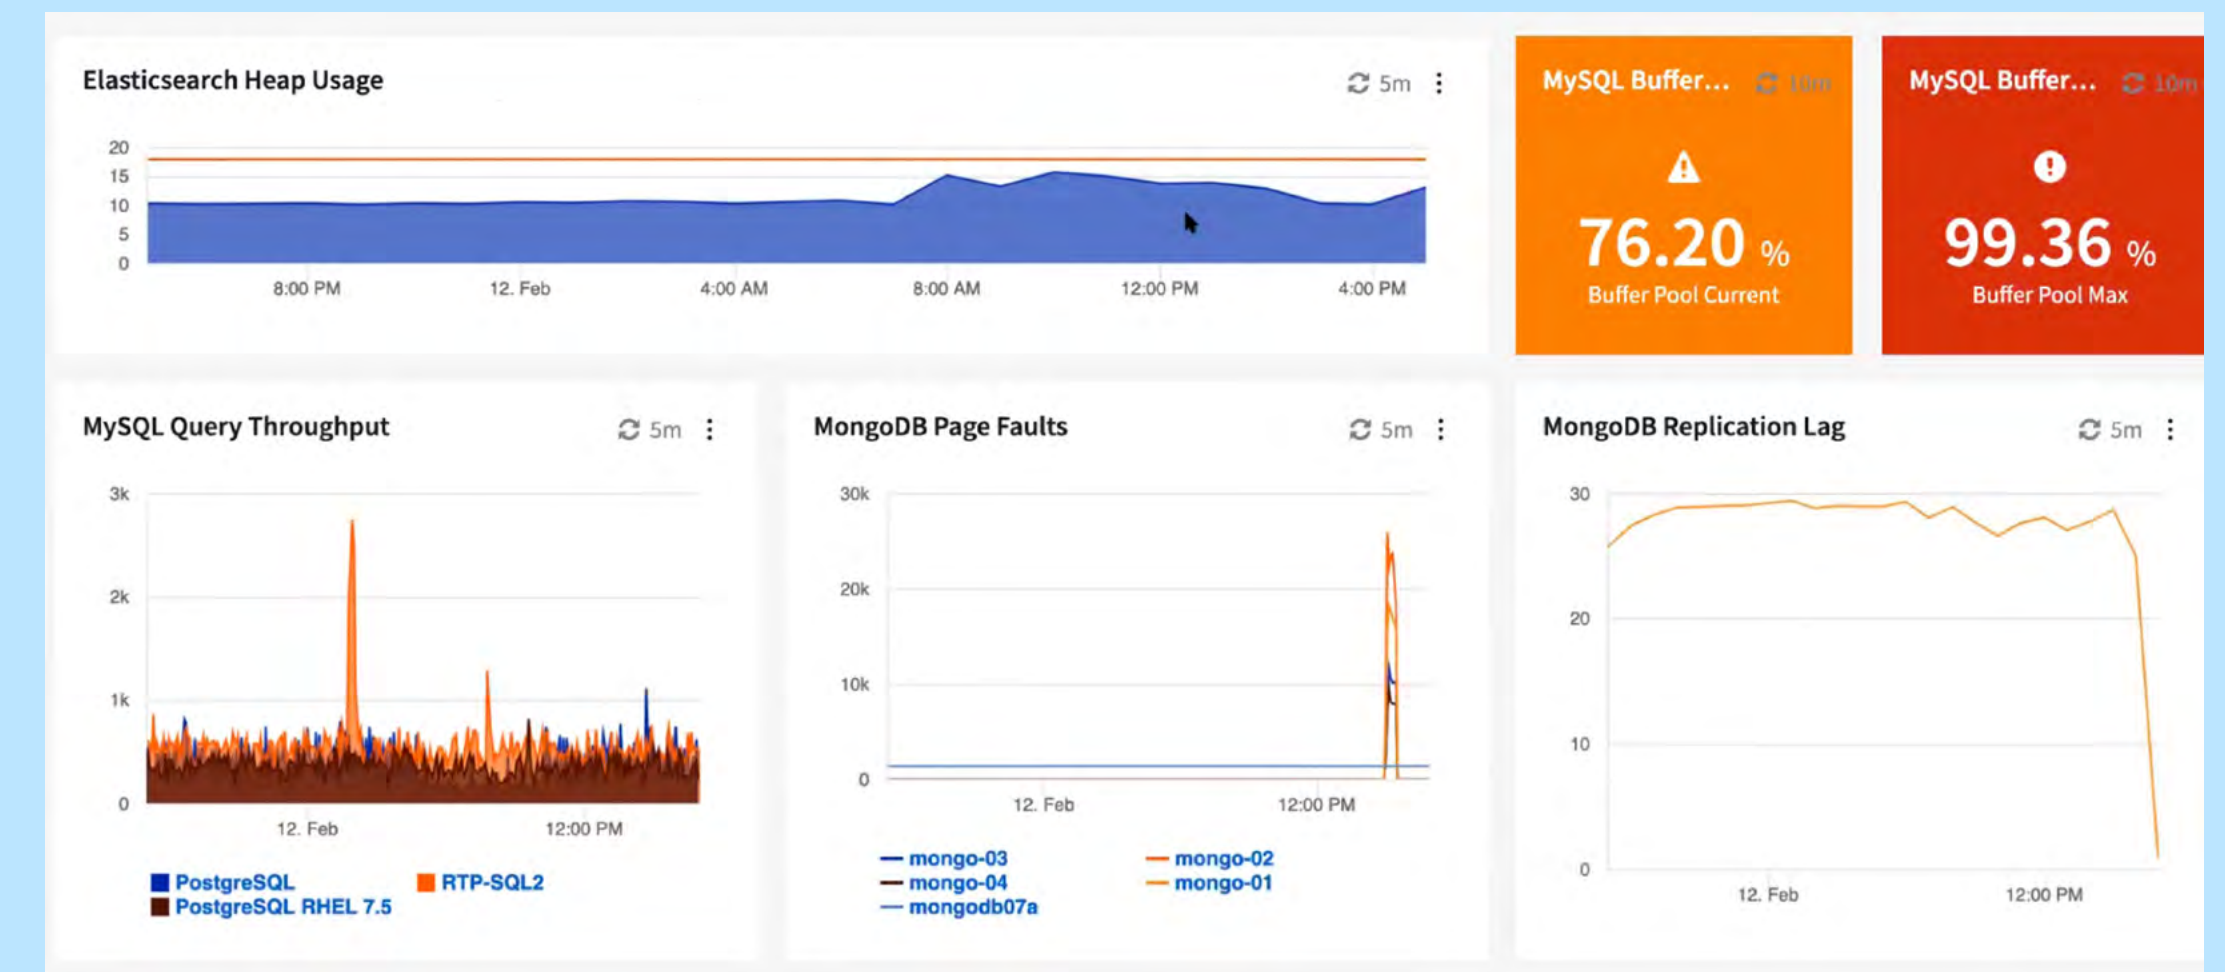 Elasticsearch Heap Usage
5m
20
15
10
5
0
8:00 PM
12. Feb
4:00 AM
8:00 AM
12:00 PM
4:00 PM
MySQL Buffer...
10m
76.20 %
Buffer Pool Current
MySQL Buffer...
10m
99.36 %
Buffer Pool Max
MySQL Query Throughput
5m
3k
2k
1k
0
12. Feb
12:00 PM
PostgreSQL
RTP-SQL2
PostgreSQL RHEL 7.5
MongoDB Page Faults
5m
30k
20k
10k
0
12. Feb
12:00 PM
mongo-03
mongo-02
mongo-04
mongo-01
mongodb07a
MongoDB Replication Lag
5m
30
20
10
0
12. Feb
12:00 PM